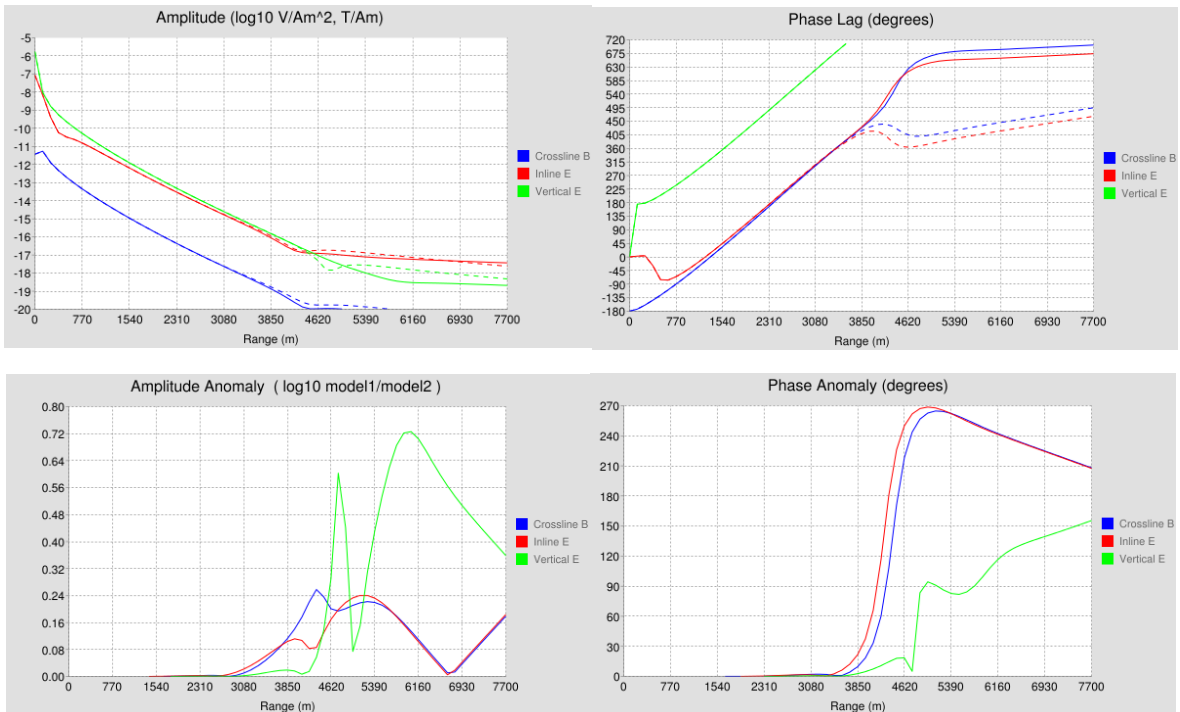 Amplitude (log10 V/Am^2, T/Am)
-5
-6
-7
-8
-9
-10
-11
-12
-13
-14
-15
-16
-17
-18
-19
-20
0 770 1540 2310 3080 3850 4620 5390 6160 6930 7700
Range (m)
Crossline B
Inline E
Vertical E
Phase Lag (degrees)
720
675
630
585
540
495
450
405
360
315
270
225
180
135
90
45
0
-45
-90
-135
-180
0 770 1540 2310 3080 3850 4620 5390 6160 6930 7700
Range (m)
Crossline B
Inline E
Vertical E
Amplitude Anomaly ( log10 model1/model2 )
0.80
0.72
0.64
0.56
0.48
0.40
0.32
0.24
0.16
0.08
0.00
0 770 1540 2310 3080 3850 4620 5390 6160 6930 7700
Range (m)
Crossline B
Inline E
Vertical E
Phase Anomaly (degrees)
270
240
210
180
150
120
90
60
30
0
0 770 1540 2310 3080 3850 4620 5390 6160 6930 7700
Range (m)
Crossline B
Inline E
Vertical E